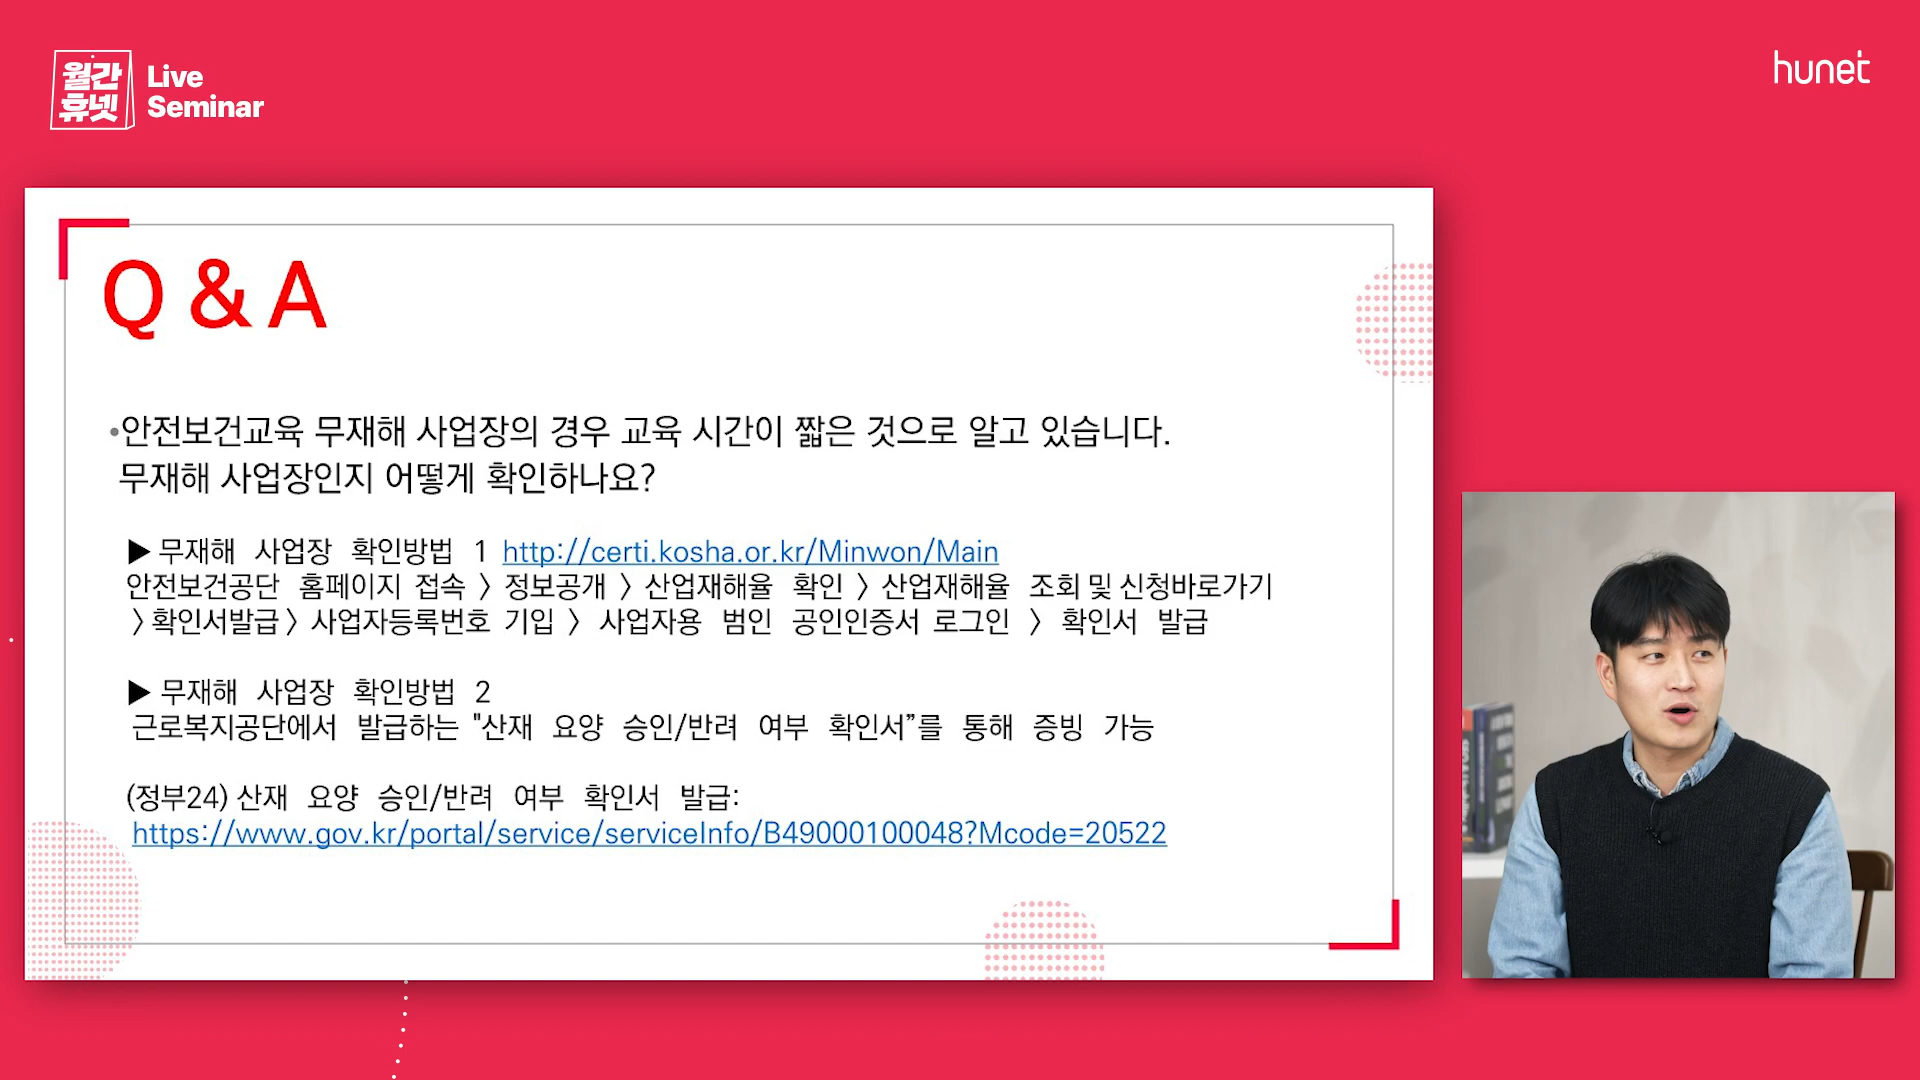 월간
휴넷
Live
Seminar
hunet
Q & A
•안전보건교육 무재해 사업장의 경우 교육 시간이 짧은 것으로 알고 있습니다.
무재해 사업장인지 어떻게 확인하나요?
▶ 무재해 사업장 확인방법 1 http://certi.kosha.or.kr/Minwon/Main
안전보건공단 홈페이지 접속 > 정보공개 > 산업재해율 확인 > 산업재해율 조회 및 신청바로가기
> 확인서발급 > 사업자등록번호 기입 > 사업자용 범인 공인인증서 로그인 > 확인서 발급
▶ 무재해 사업장 확인방법 2
근로복지공단에서 발급하는 "산재 요양 승인/반려 여부 확인서”를 통해 증빙 가능
(정부24) 산재 요양 승인/반려 여부 확인서 발급:
https://www.gov.kr/portal/service/serviceInfo/B49000100048?Mcode=20522